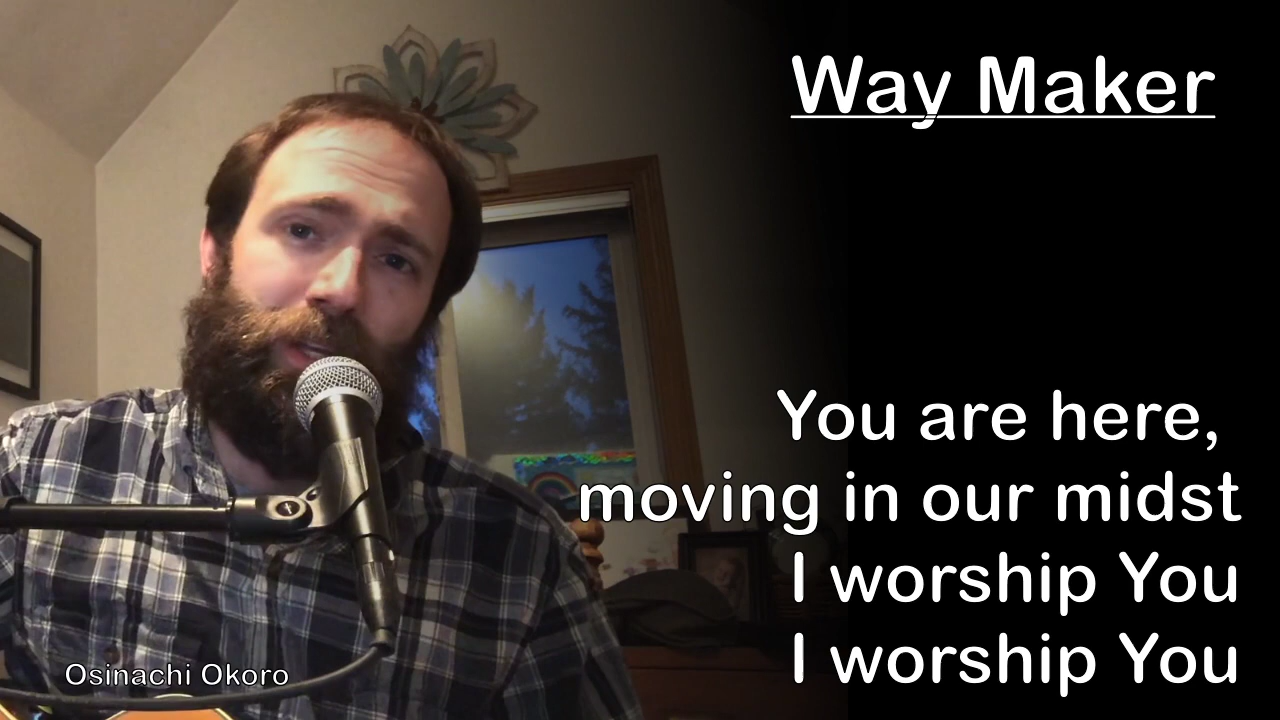 Way Maker
You are here,
moving in our midst
I worship You
I worship You
Osinachi Okoro